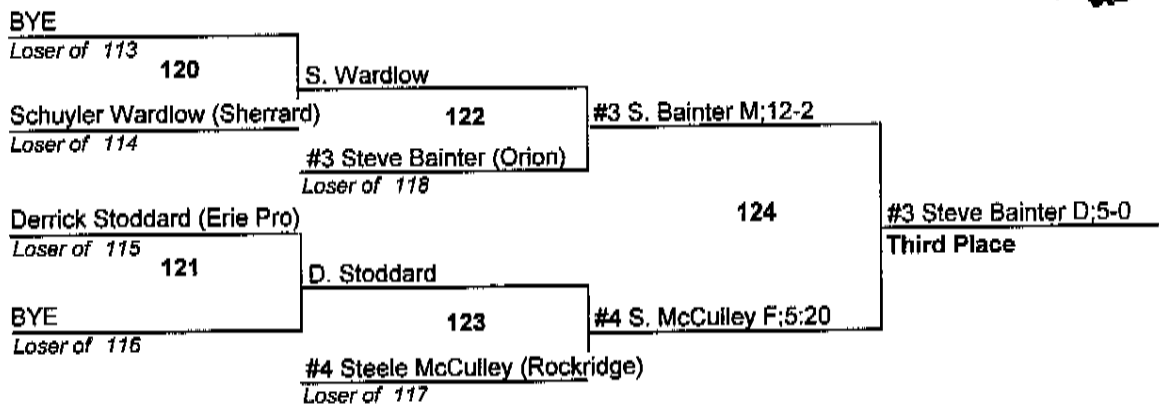 BYE
Loser of 113
120
S. Wardlow
Schuyler Wardlow (Sherrard)
Loser of 114
122
#3 S. Bainter M;12-2
#3 Steve Bainter (Orion)
Loser of 118
Derrick Stoddard (Erie Pro)
Loser of 115
121
124
#3 Steve Bainter D;5-0
Third Place
D. Stoddard
BYE
Loser of 116
123
#4 S. McCulley F;5:20
#4 Steele McCulley (Rockridge)
Loser of 117